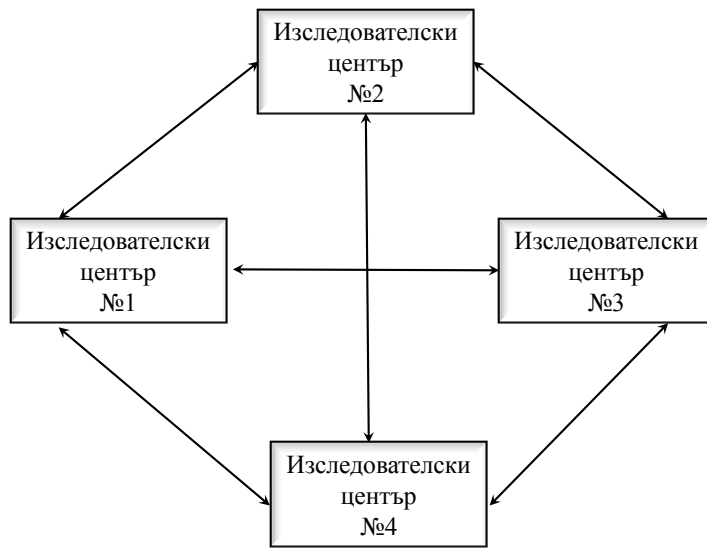 Изследователски
център
№2
Изследователски
център
№1
Изследователски
център
№3
Изследователски
център
№4